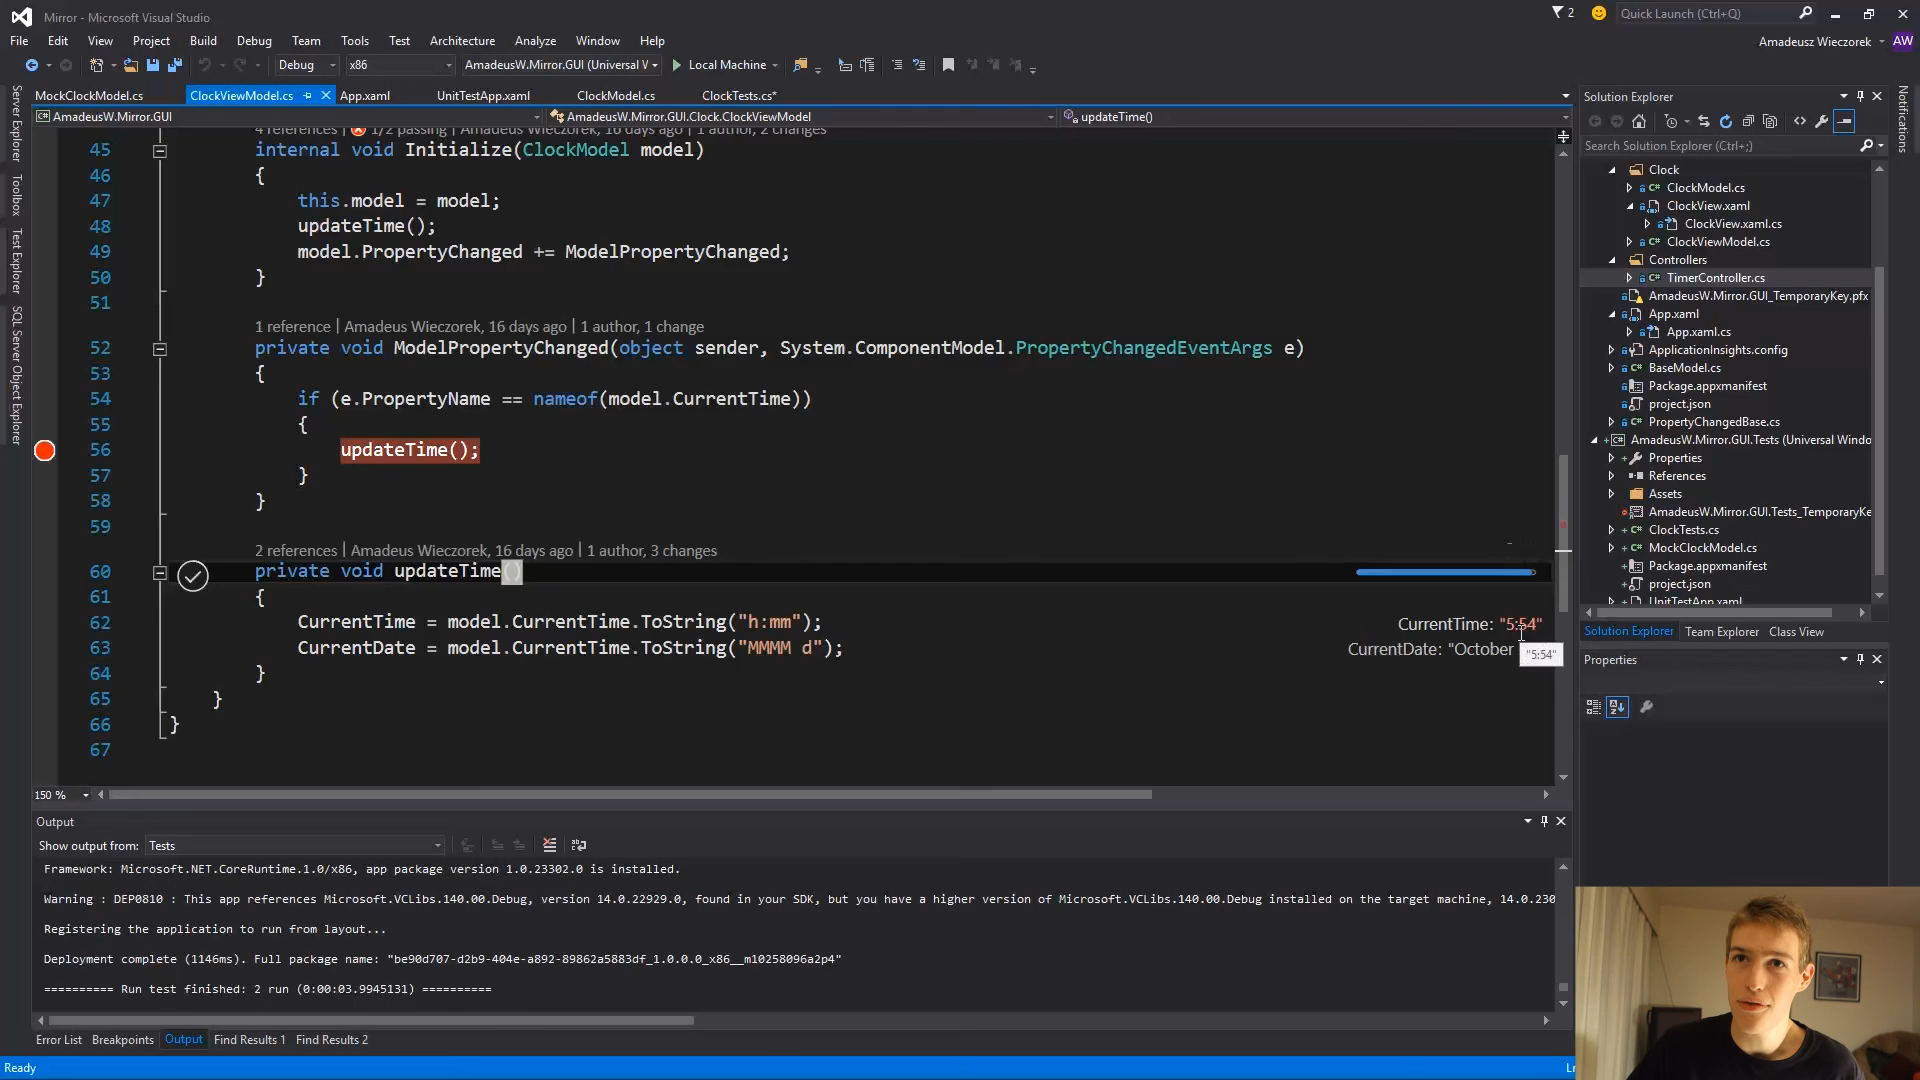 Mirror - Microsoft Visual Studio
2
Quick Launch (Ctrl+Q)
File Edit View Project Build Debug Team Tools Test Architecture Analyze Window Help
Amadeusz Wieczorek AW
Debug x86 AmadeusW.Mirror.GUI (Universal V Local Machine
MockClockModel.cs ClockViewModel.cs App.xaml UnitTestApp.xaml ClockModel.cs ClockTests.cs*
AmadeusW.Mirror.GUI AmadeusW.Mirror.GUI.Clock.ClockViewModel updateTime()
4 references | 1/2 passing | Amadeus Wieczorek, 16 days ago | 1 author, 2 changes
45 internal void Initialize(ClockModel model)
46 {
47 this.model = model;
48 updateTime();
49 model.PropertyChanged += ModelPropertyChanged;
50 }
51
1 reference | Amadeus Wieczorek, 16 days ago | 1 author, 1 change
52 private void ModelPropertyChanged(object sender, System.ComponentModel.PropertyChangedEventArgs e)
53 {
54 if (e.PropertyName == nameof(model.CurrentTime))
55 {
56 updateTime();
57 }
58 }
59
2 references | Amadeus Wieczorek, 16 days ago | 1 author, 3 changes
60 private void updateTime()
61 {
62 CurrentTime = model.CurrentTime.ToString("h:mm");
CurrentTime: "5:54"
63 CurrentDate = model.CurrentTime.ToString("MMMM d");
CurrentDate: "October
"5:54"
64 }
65 }
66 }
67
150 %
Server Explorer
Toolbox
Test Explorer
SQL Server Object Explorer
Output
Show output from: Tests
Framework: Microsoft.NET.CoreRuntime.1.0/x86, app package version 1.0.23302.0 is installed.
Warning : DEP0810 : This app references Microsoft.VCLibs.140.00.Debug, version 14.0.22929.0, found in your SDK, but you have a higher version of Microsoft.VCLibs.140.00.Debug installed on the target machine, 14.0.230
Registering the application to run from layout...
Deployment complete (1146ms). Full package name: "be90d707-d2b9-404e-a892-89862a5883df_1.0.0.0_x86__m10258096a2p4"
========== Run test finished: 2 run (0:00:03.9945131) ==========
Error List Breakpoints Output Find Results 1 Find Results 2
Ready
Ln
Solution Explorer
Search Solution Explorer (Ctrl+;)
Clock
C# ClockModel.cs
ClockView.xaml
ClockView.xaml.cs
C# ClockViewModel.cs
Controllers
C# TimerController.cs
AmadeusW.Mirror.GUI_TemporaryKey.pfx
App.xaml
App.xaml.cs
ApplicationInsights.config
C# BaseModel.cs
Package.appxmanifest
project.json
C# PropertyChangedBase.cs
AmadeusW.Mirror.GUI.Tests (Universal Windo
Properties
References
Assets
AmadeusW.Mirror.GUI.Tests_TemporaryKe
C# ClockTests.cs
C# MockClockModel.cs
Package.appxmanifest
project.json
UnitTestApp.xaml
Solution Explorer Team Explorer Class View
Properties
Notifications